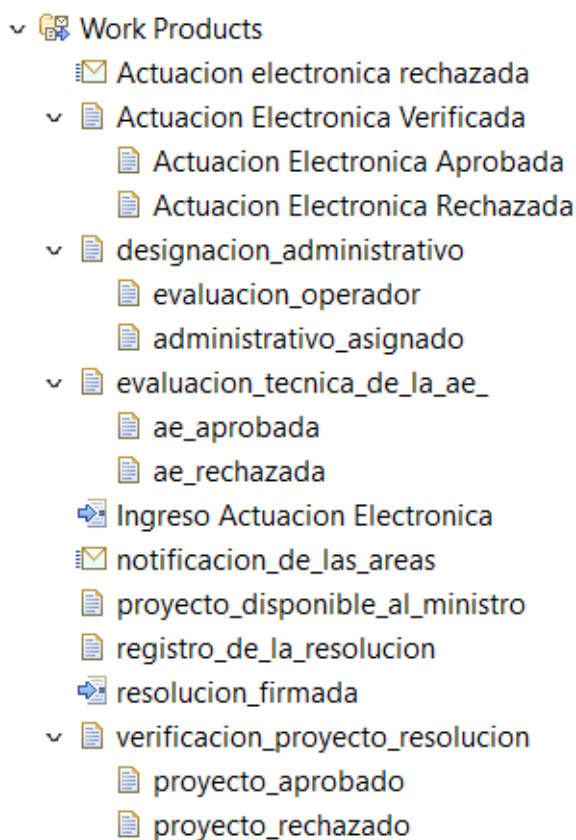 Work Products
Actuacion electronica rechazada
Actuacion Electronica Verificada
Actuacion Electronica Aprobada
Actuacion Electronica Rechazada
designacion_administrativo
evaluacion_operador
administrativo_asignado
evaluacion_tecnica_de_la_ae_
ae_aprobada
ae_rechazada
Ingreso Actuacion Electronica
notificacion_de_las_areas
proyecto_disponible_al_ministro
registro_de_la_resolucion
resolucion_firmada
verificacion_proyecto_resolucion
proyecto_aprobado
proyecto_rechazado